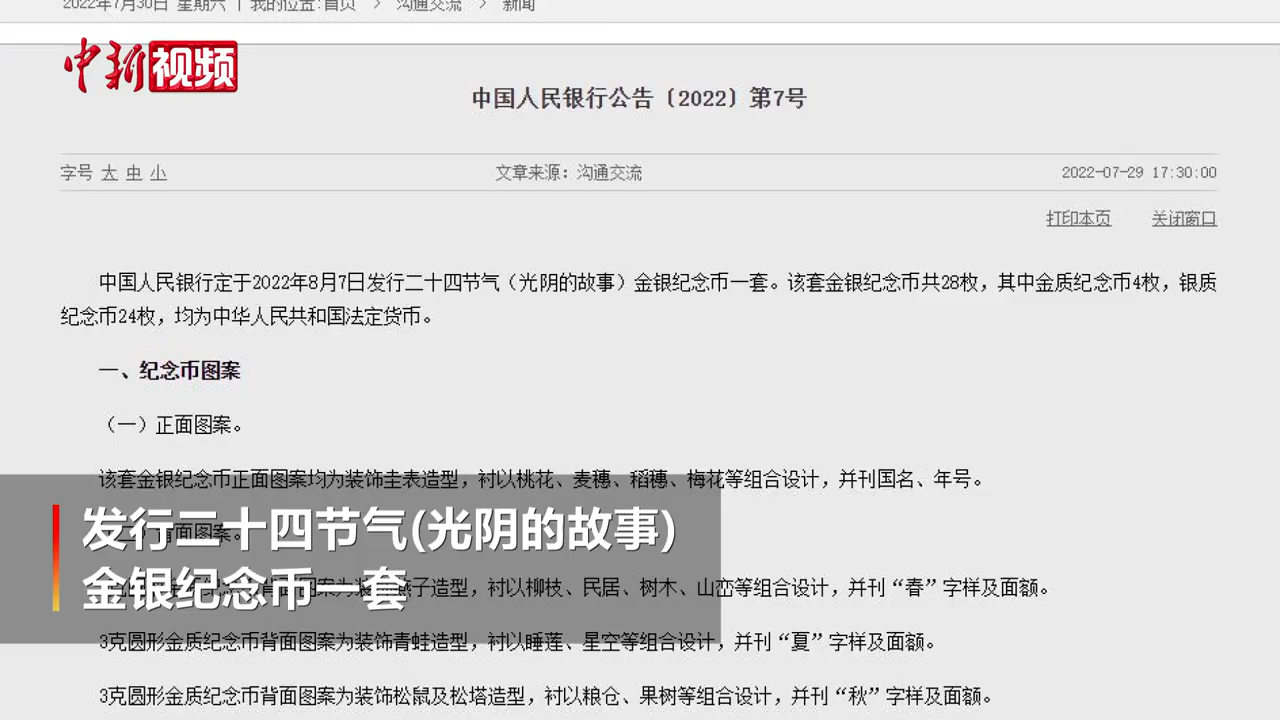 2022年7月30日 星期六 | 我的位置:首页 > 沟通交流 > 新闻
中新视频
中国人民银行公告〔2022〕第7号
字号 大 中 小
文章来源：沟通交流
2022-07-29 17:30:00
打印本页
关闭窗口
中国人民银行定于2022年8月7日发行二十四节气（光阴的故事）金银纪念币一套。该套金银纪念币共28枚，其中金质纪念币4枚，银质
纪念币24枚，均为中华人民共和国法定货币。
一、纪念币图案
（一）正面图案。
该套金银纪念币正面图案均为装饰圭表造型，衬以桃花、麦穗、稻穗、梅花等组合设计，并刊国名、年号。
背面图案。
发行二十四节气(光阴的故事)
金银纪念币一套
燕子造型，衬以柳枝、民居、树木、山峦等组合设计，并刊“春”字样及面额。
3克圆形金质纪念币背面图案为装饰青蛙造型，衬以睡莲、星空等组合设计，并刊“夏”字样及面额。
3克圆形金质纪念币背面图案为装饰松鼠及松塔造型，衬以粮仓、果树等组合设计，并刊“秋”字样及面额。